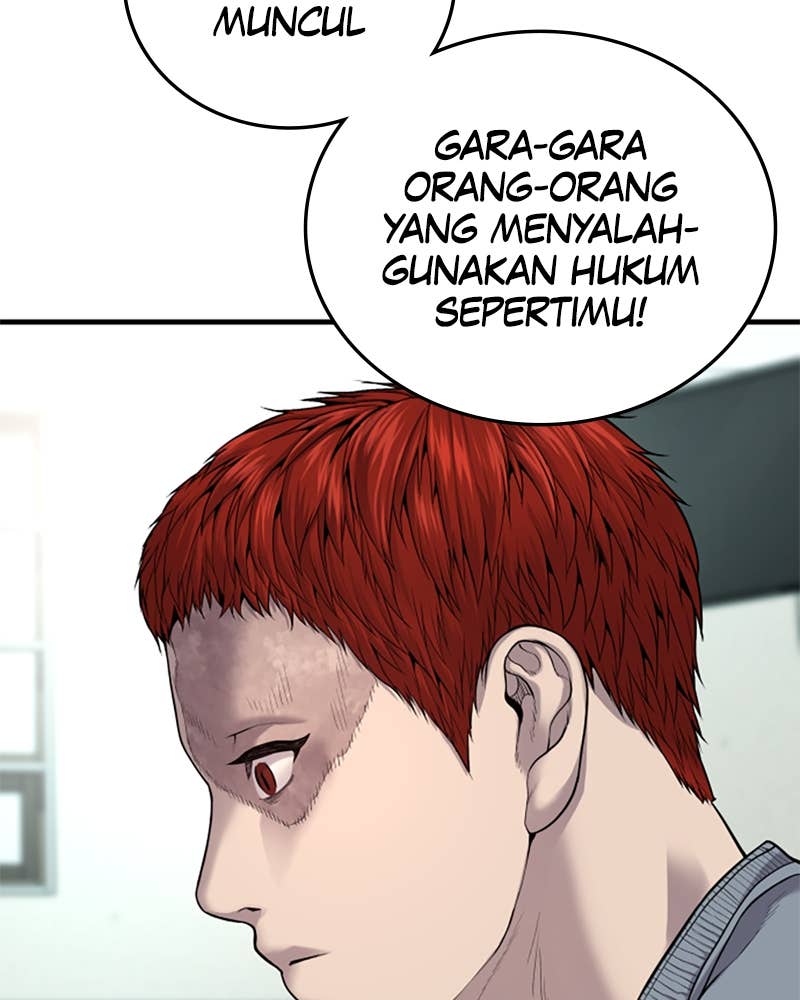 MUNCUL
GARA-GARA
ORANG-ORANG
YANG MENYALAH-
GUNAKAN HUKUM
SEPERTIMU!